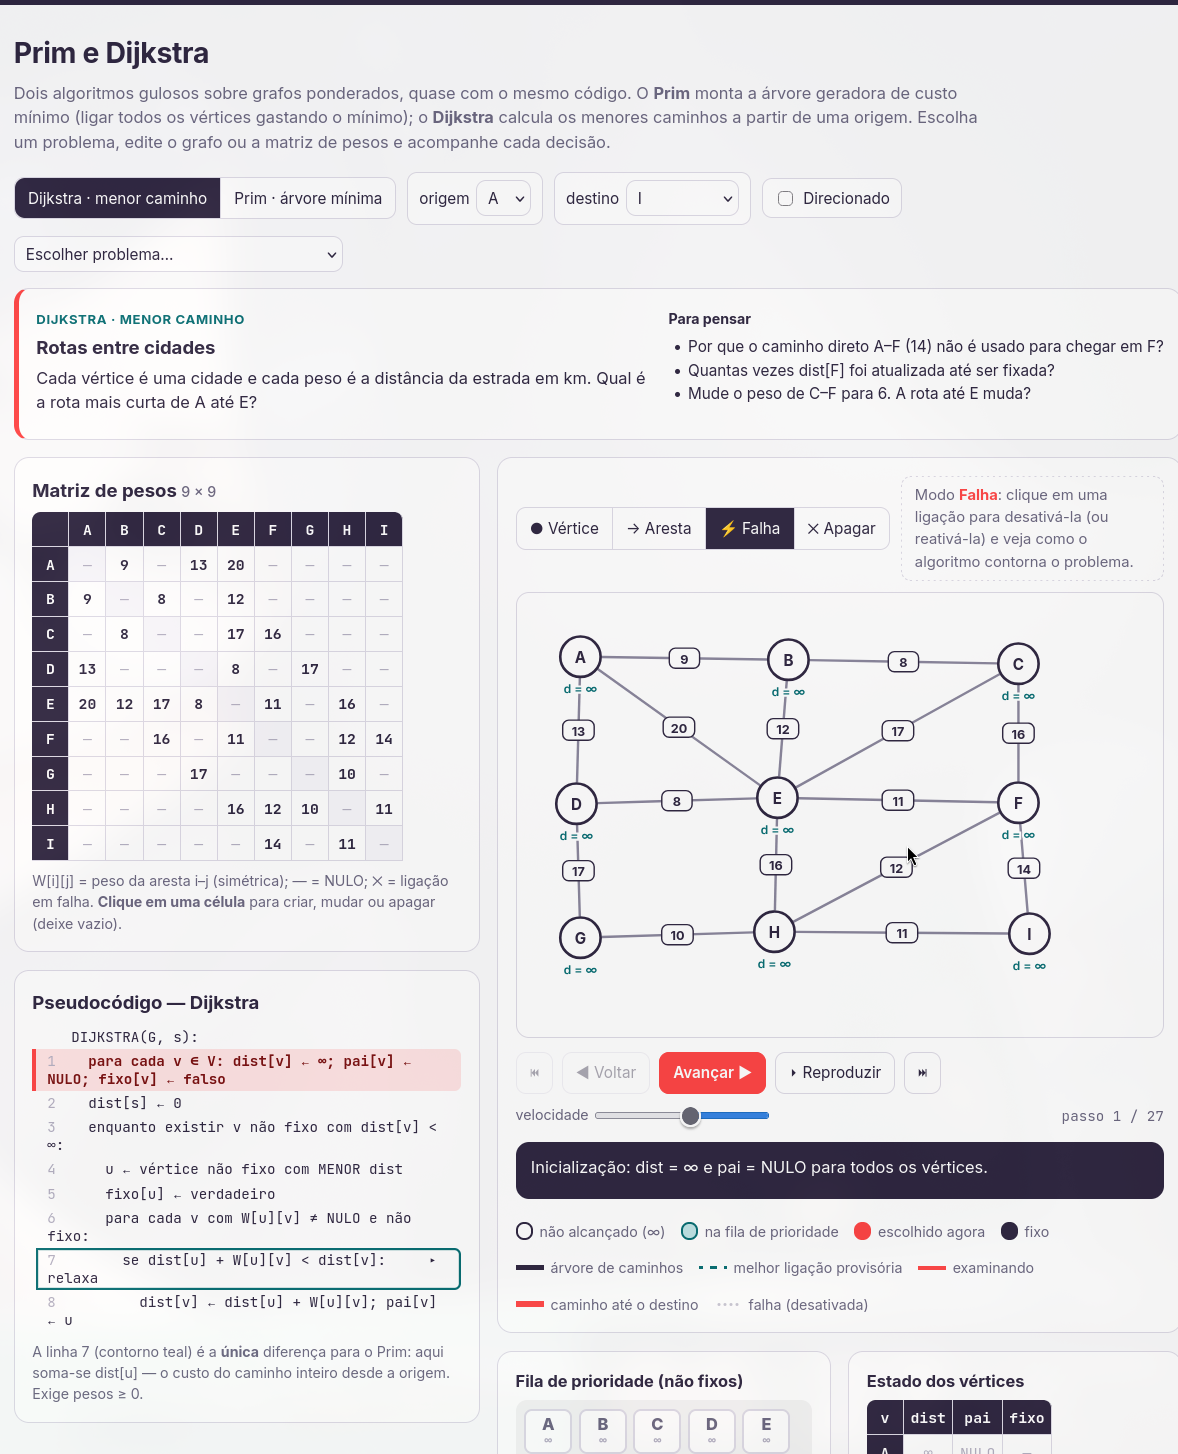 Prim e Dijkstra
Dois algoritmos gulosos sobre grafos ponderados, quase com o mesmo código. O Prim monta a árvore geradora de custo
mínimo (ligar todos os vértices gastando o mínimo); o Dijkstra calcula os menores caminhos a partir de uma origem. Escolha
um problema, edite o grafo ou a matriz de pesos e acompanhe cada decisão.
Dijkstra · menor caminho Prim · árvore mínima origem A destino I Direcionado
Escolher problema...
DIJKSTRA · MENOR CAMINHO
Rotas entre cidades
Cada vértice é uma cidade e cada peso é a distância da estrada em km. Qual é
a rota mais curta de A até E?
Para pensar
• Por que o caminho direto A–F (14) não é usado para chegar em F?
• Quantas vezes dist[F] foi atualizada até ser fixada?
• Mude o peso de C–F para 6. A rota até E muda?
Matriz de pesos 9 × 9
A B C D E F G H I
A — 9 — 13 20 — — — —
B 9 — 8 — 12 — — — —
C — 8 — — 17 16 — — —
D 13 — — — 8 — 17 — —
E 20 12 17 8 — 11 — 16 —
F — — 16 — 11 — — 12 14
G — — — 17 — — — 10 —
H — — — — 16 12 10 — 11
I — — — — — 14 — 11 —
W[i][j] = peso da aresta i–j (simétrica); — = NULO; ✕ = ligação
em falha. Clique em uma célula para criar, mudar ou apagar
(deixe vazio).
Pseudocódigo — Dijkstra
DIJKSTRA(G, s):
1 para cada v ∈ V: dist[v] ← ∞; pai[v] ←
NULO; fixo[v] ← falso
2 dist[s] ← 0
3 enquanto existir v não fixo com dist[v] <
∞:
4 u ← vértice não fixo com MENOR dist
5 fixo[u] ← verdadeiro
6 para cada v com W[u][v] ≠ NULO e não
fixo:
7 se dist[u] + W[u][v] < dist[v]: ▸
relaxa
8 dist[v] ← dist[u] + W[u][v]; pai[v]
← u
A linha 7 (contorno teal) é a única diferença para o Prim: aqui
soma-se dist[u] — o custo do caminho inteiro desde a origem.
Exige pesos ≥ 0.
● Vértice → Aresta ⚡ Falha ✕ Apagar
Modo Falha: clique em uma
ligação para desativá-la (ou
reativá-la) e veja como o
algoritmo contorna o problema.
A 9 B 8 C
d = ∞ d = ∞ d = ∞
13 20 12 17 16
D 8 E 11 F
d = ∞ d = ∞ d = ∞
17 16 12 14
G 10 H 11 I
d = ∞ d = ∞ d = ∞
⏮ ◀ Voltar Avançar ▶ ▶ Reproduzir ⏭
velocidade passo 1 / 27
Inicialização: dist = ∞ e pai = NULO para todos os vértices.
não alcançado (∞) na fila de prioridade escolhido agora fixo
árvore de caminhos melhor ligação provisória examinando
caminho até o destino falha (desativada)
Fila de prioridade (não fixos)
A B C D E
∞ ∞ ∞ ∞ ∞
Estado dos vértices
v dist pai fixo
A ∞ NULO —